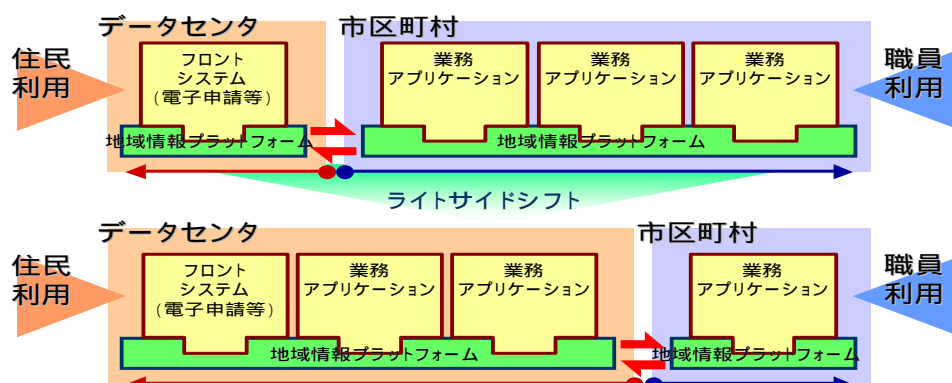 データセンタ
市区町村
住民
利用
フロント
システム
(電子申請等)
業務
アプリケーション
業務
アプリケーション
業務
アプリケーション
職員
利用
地域情報プラットフォーム
地域情報プラットフォーム
ライトサイドシフト
データセンタ
市区町村
住民
利用
フロント
システム
(電子申請等)
業務
アプリケーション
業務
アプリケーション
業務
アプリケーション
職員
利用
地域情報プラットフォーム
地域情報プラットフォーム